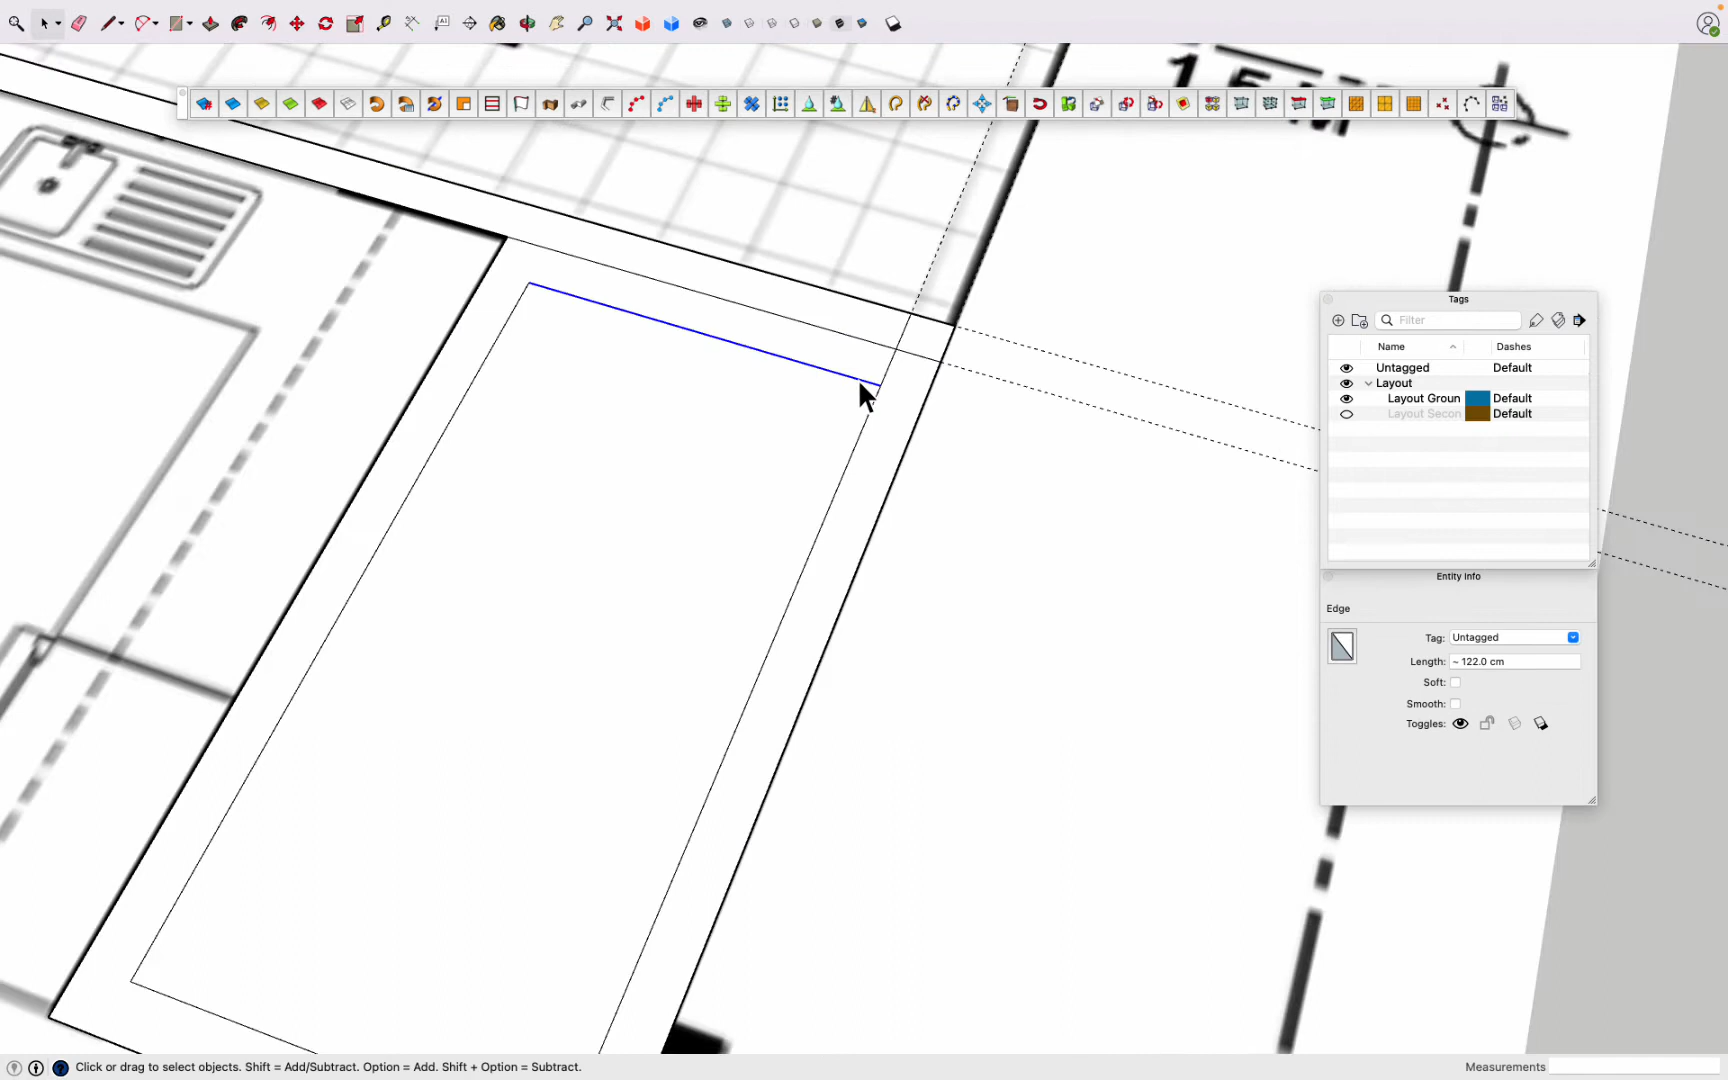 15 M
Tags
Filter
Name Dashes
Untagged Default
Layout
Layout Groun Default
Layout Secon Default
Entity Info
Edge
Tag: Untagged
Length: ~ 122.0 cm
Soft:
Smooth:
Toggles:
Click or drag to select objects. Shift = Add/Subtract. Option = Add. Shift + Option = Subtract.
Measurements